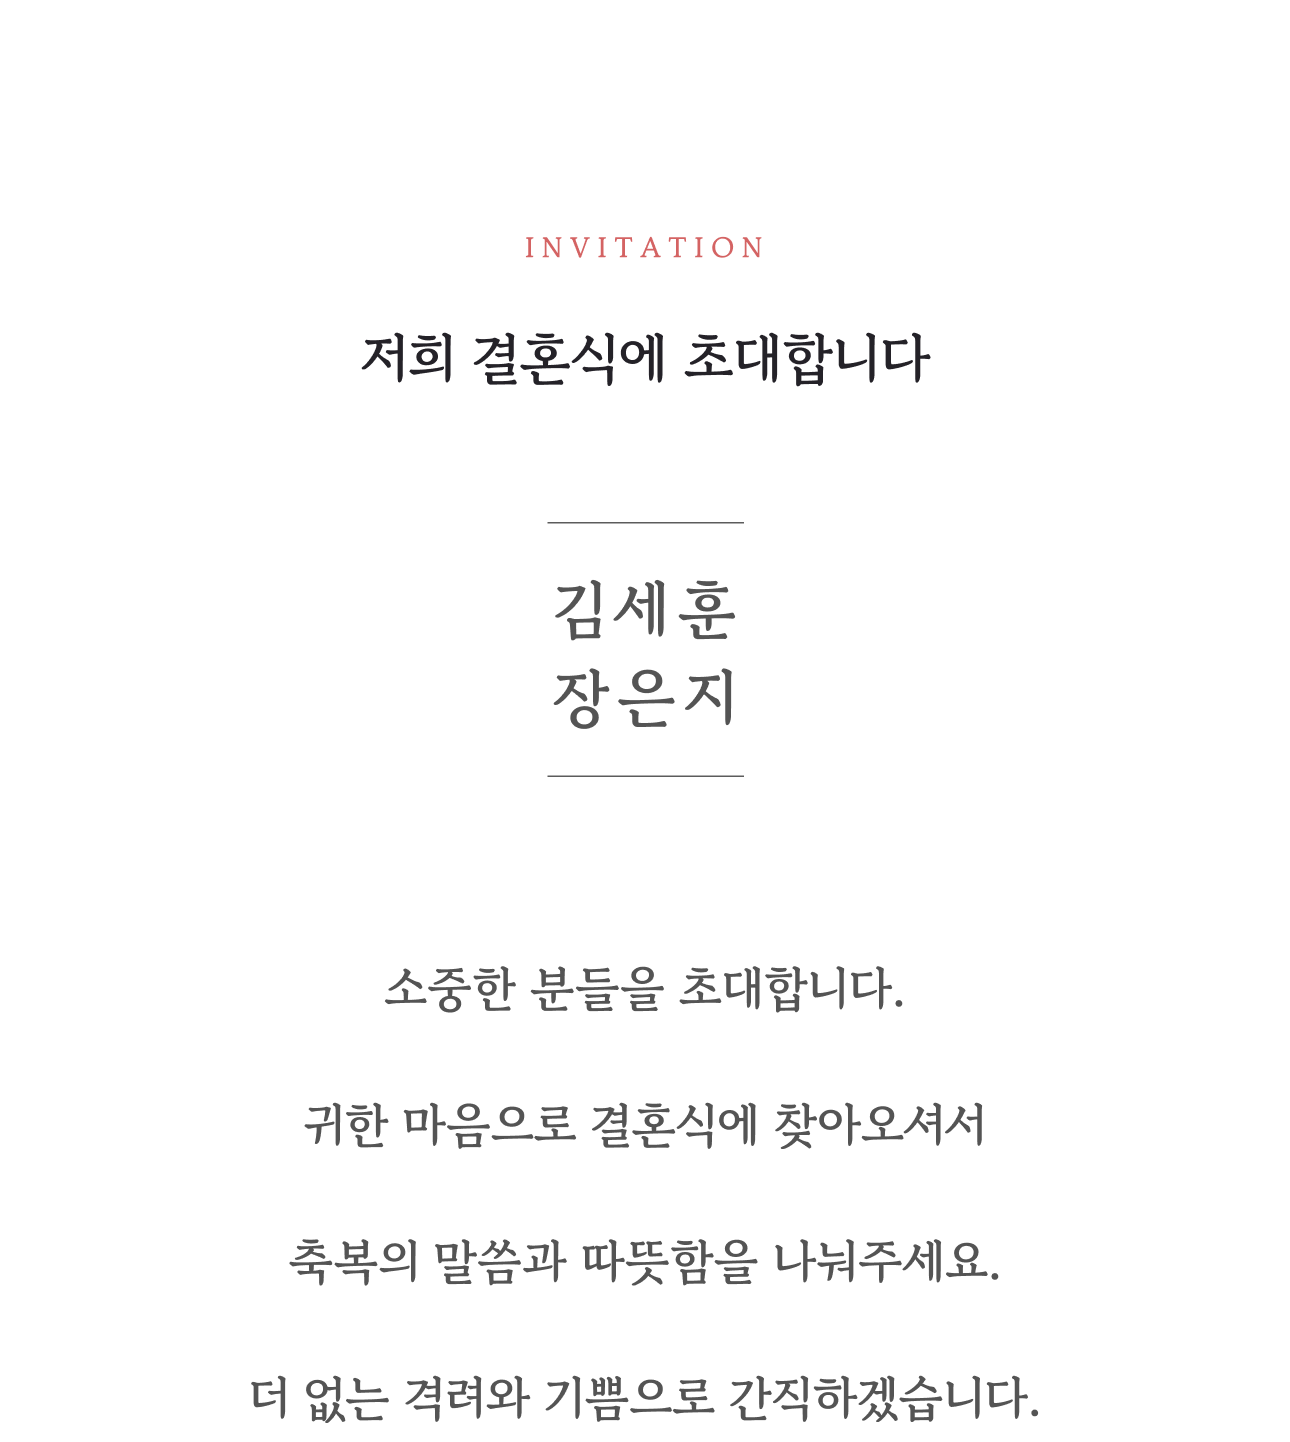 INVITATION
저희 결혼식에 초대합니다
김세훈
장은지
소중한 분들을 초대합니다.
귀한 마음으로 결혼식에 찾아오셔서
축복의 말씀과 따뜻함을 나눠주세요.
더 없는 격려와 기쁨으로 간직하겠습니다.